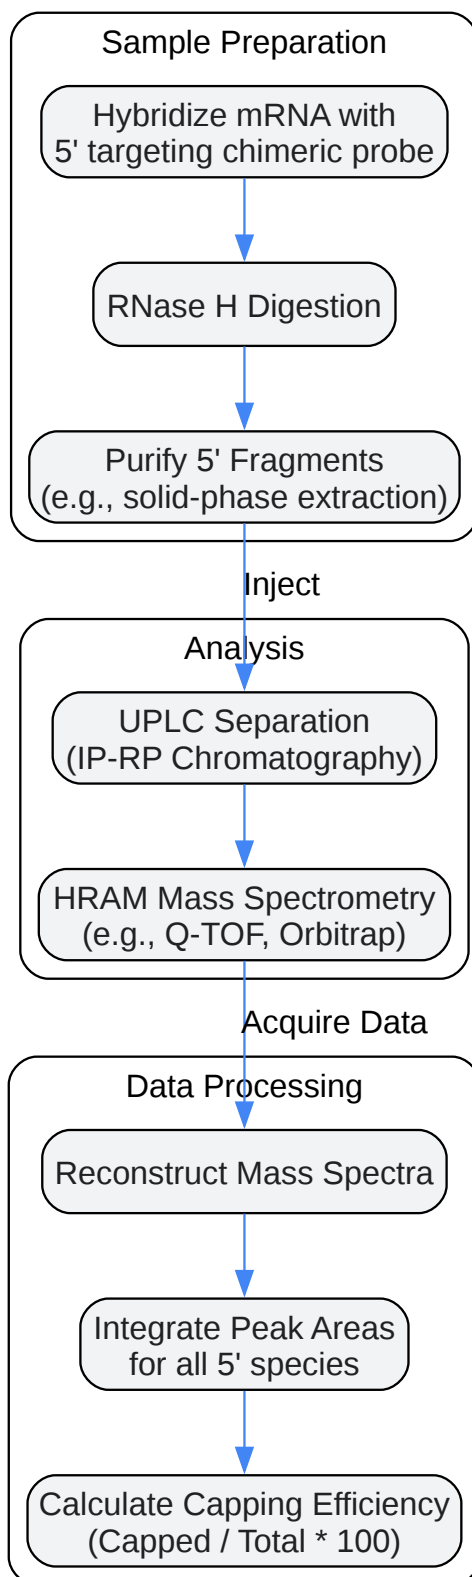 Sample Preparation
Hybridize mRNA with
5' targeting chimeric probe
RNase H Digestion
Purify 5' Fragments
(e.g., solid-phase extraction)
Inject
Analysis
UPLC Separation
(IP-RP Chromatography)
HRAM Mass Spectrometry
(e.g., Q-TOF, Orbitrap)
Acquire Data
Data Processing
Reconstruct Mass Spectra
Integrate Peak Areas
for all 5' species
Calculate Capping Efficiency
(Capped / Total * 100)